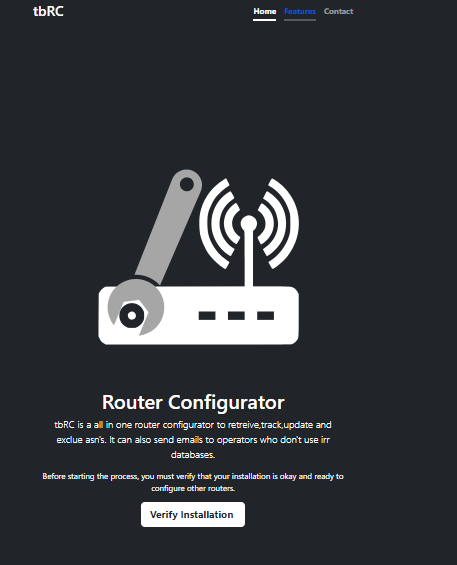 tbRC
Home Features Contact
Router Configurator
tbRC is a all in one router configurator to retreive,track,update and
exclue asn's. It can also send emails to operators who don't use irr
databases.
Before starting the process, you must verify that your installation is okay and ready to
configure other routers.
Verify Installation